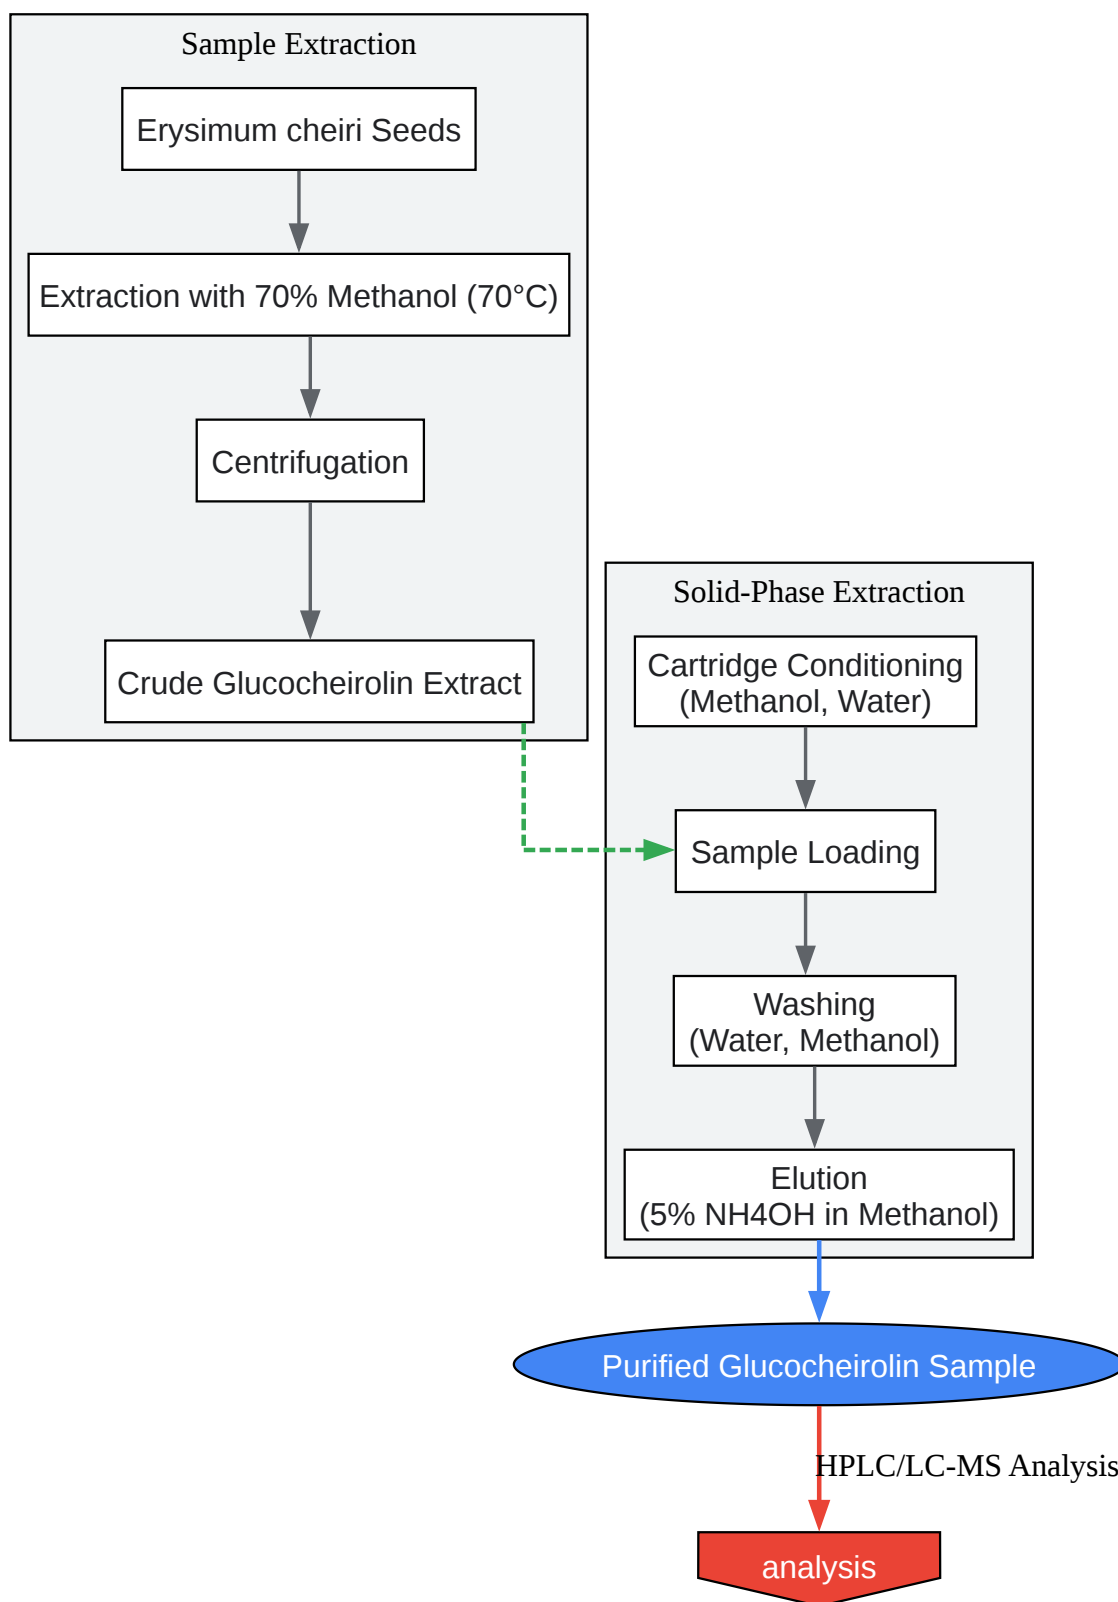 Sample Extraction
Erysimum cheiri Seeds
Extraction with 70% Methanol (70°C)
Centrifugation
Crude Glucocheirolin Extract
Solid-Phase Extraction
Cartridge Conditioning
(Methanol, Water)
Sample Loading
Washing
(Water, Methanol)
Elution
(5% NH4OH in Methanol)
Purified Glucocheirolin Sample
HPLC/LC-MS Analysis
analysis